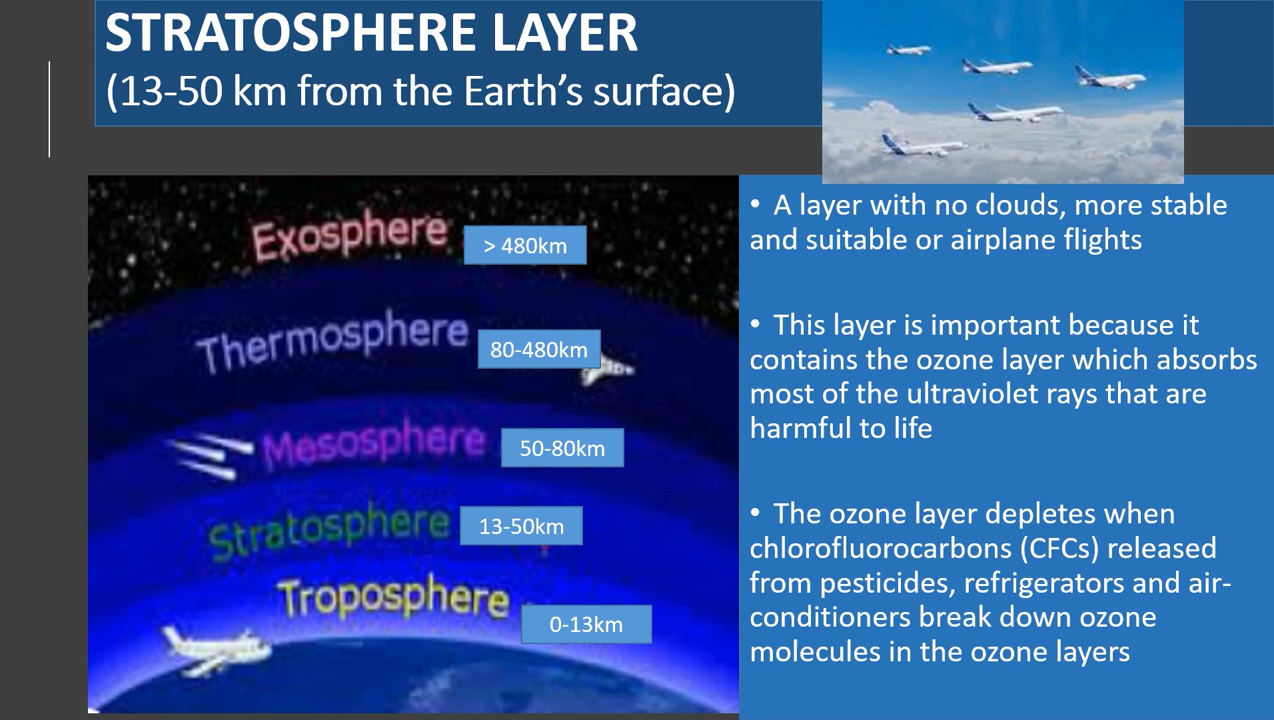 STRATOSPHERE LAYER
(13-50 km from the Earth’s surface)
Exosphere
> 480km
Thermosphere
80-480km
Mesosphere
50-80km
Stratosphere
13-50km
Troposphere
0-13km
• A layer with no clouds, more stable
and suitable or airplane flights
• This layer is important because it
contains the ozone layer which absorbs
most of the ultraviolet rays that are
harmful to life
• The ozone layer depletes when
chlorofluorocarbons (CFCs) released
from pesticides, refrigerators and air-
conditioners break down ozone
molecules in the ozone layers